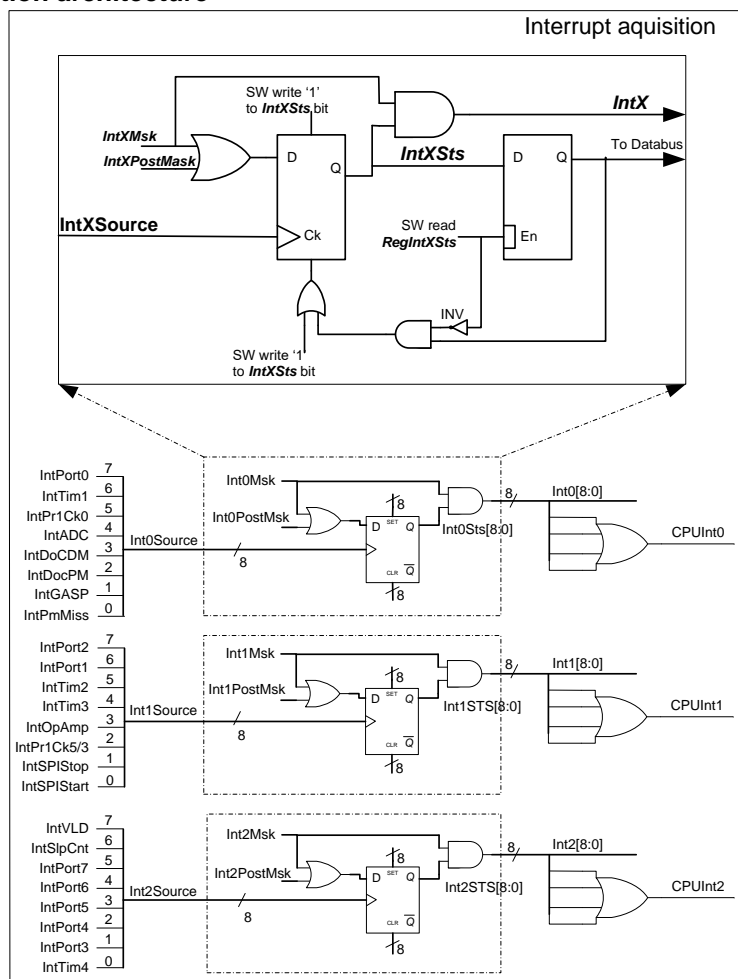 Interrupt aquisition
SW write '1'
to IntXSts bit
IntX
IntXMsk
IntXPostMask
D
Q
IntXSts
D
Q
To Databus
IntXSource
Ck
SW read
RegIntXSts
En
INV
SW write '1'
to IntXSts bit
IntPort0 7
IntTim1 6
IntPr1Ck0 5
IntADC 4
IntDoCDM 3
IntDocPM 2
IntGASP 1
IntPmMiss 0
Int0Source
8
Int0Msk
Int0PostMsk
8
D SET Q
CLR Q
8
Int0Sts[8:0]
8
Int0[8:0]
CPUInt0
IntPort2 7
IntPort1 6
IntTim2 5
IntTim3 4
IntOpAmp 3
IntPr1Ck5/3 2
IntSPIStop 1
IntSPIStart 0
Int1Source
8
Int1Msk
Int1PostMsk
8
D SET Q
CLR Q
8
Int1STS[8:0]
8
Int1[8:0]
CPUInt1
IntVLD 7
IntSlpCnt 6
IntPort7 5
IntPort6 4
IntPort5 3
IntPort4 2
IntPort3 1
IntTim4 0
Int2Source
8
Int2Msk
Int2PostMsk
8
D SET Q
CLR Q
8
Int2STS[8:0]
8
Int2[8:0]
CPUInt2